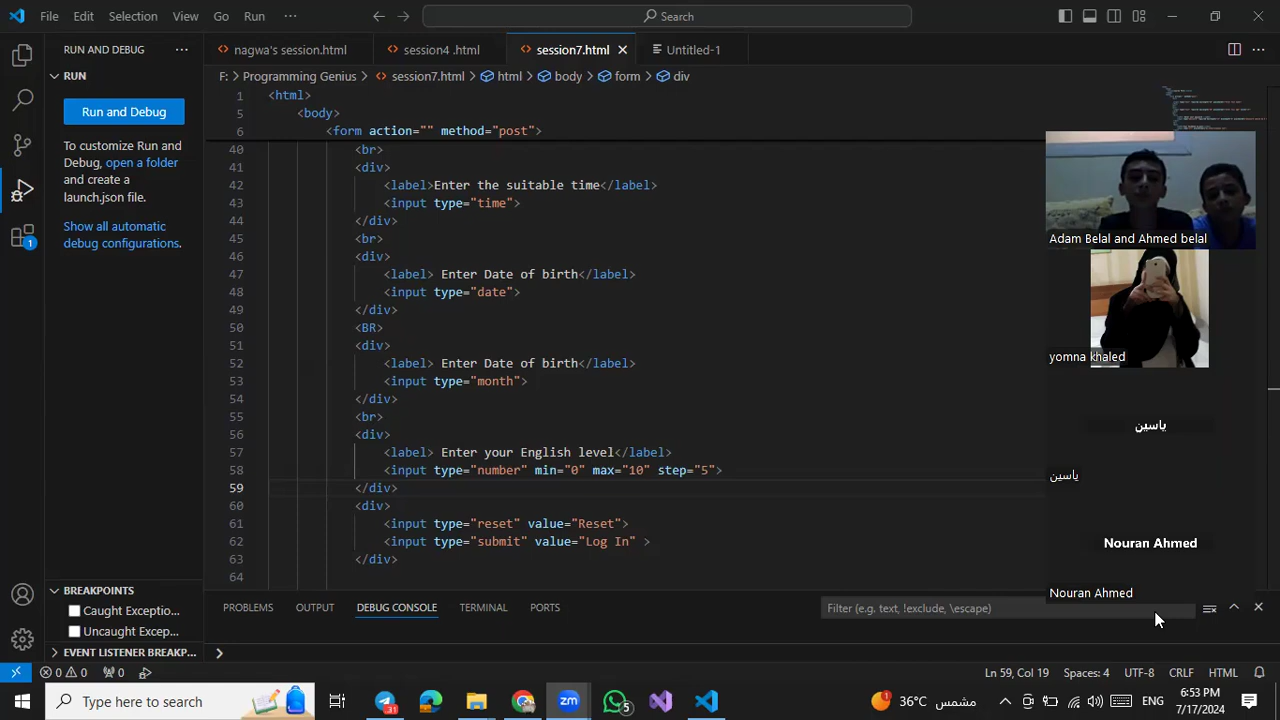 File Edit Selection View Go Run ···
Search
RUN AND DEBUG ···
nagwa's session.html
session4 .html
session7.html
Untitled-1
RUN
F: > Programming Genius > session7.html > html > body > form > div
Run and Debug
To customize Run and
Debug, open a folder
and create a
launch.json file.
Show all automatic
debug configurations.
1 <html>
5 <body>
6 <form action="" method="post">
40 <br>
41 <div>
42 <label>Enter the suitable time</label>
43 <input type="time">
44 </div>
45 <br>
46 <div>
47 <label> Enter Date of birth</label>
48 <input type="date">
49 </div>
50 <BR>
51 <div>
52 <label> Enter Date of birth</label>
53 <input type="month">
54 </div>
55 <br>
56 <div>
57 <label> Enter your English level</label>
58 <input type="number" min="0" max="10" step="5">
59 </div>
60 <div>
61 <input type="reset" value="Reset">
62 <input type="submit" value="Log In" >
63 </div>
64
Adam Belal and Ahmed belal
yomna khaled
ياسين
ياسين
Nouran Ahmed
Nouran Ahmed
1
BREAKPOINTS
Caught Exceptio...
Uncaught Excep...
EVENT LISTENER BREAKP...
PROBLEMS OUTPUT DEBUG CONSOLE TERMINAL PORTS
Filter (e.g. text, !exclude, \escape)
0 0 0
Ln 59, Col 19 Spaces: 4 UTF-8 CRLF HTML
Type here to search
31
zm
5
1
36°C مشمس
ENG
6:53 PM
7/17/2024